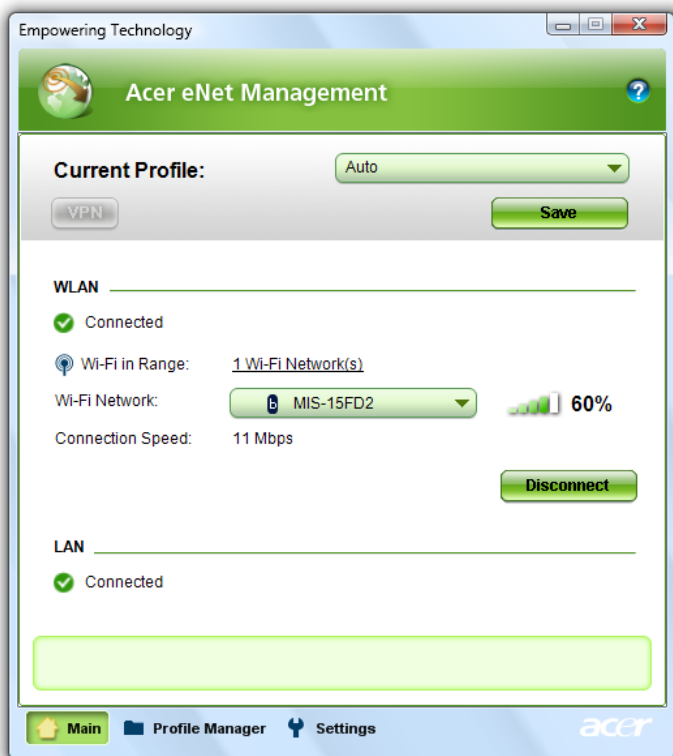 Empowering Technology
Acer eNet Management
?
Current Profile: Auto
VPN Save
WLAN
Connected
Wi-Fi in Range: 1 Wi-Fi Network(s)
Wi-Fi Network: b MIS-15FD2 60%
Connection Speed: 11 Mbps
Disconnect
LAN
Connected
Main Profile Manager Settings acer